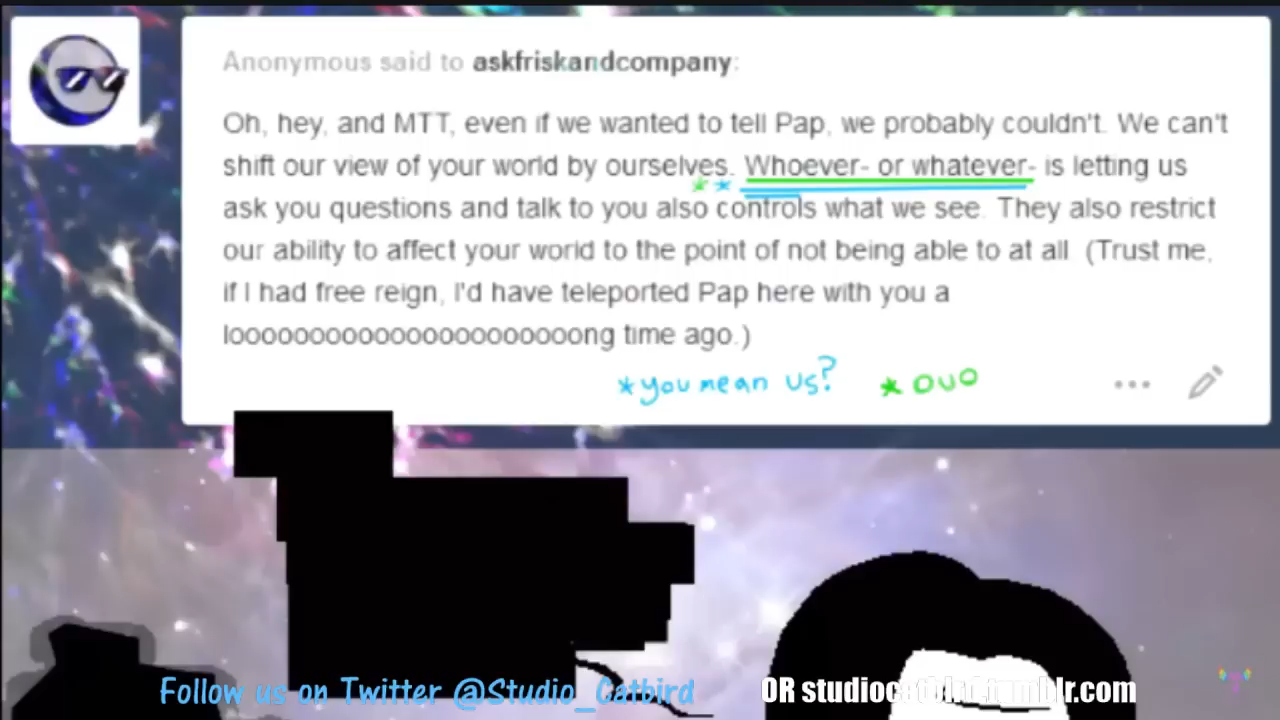 Anonymous said to askfriskandcompany:
Oh, hey, and MTT, even if we wanted to tell Pap, we probably couldn't. We can't
shift our view of your world by ourselves. Whoever- or whatever- is letting us
**
ask you questions and talk to you also controls what we see. They also restrict
our ability to affect your world to the point of not being able to at all (Trust me,
if I had free reign, I'd have teleported Pap here with you a
looooooooooooooooooooooong time ago.)
*you mean us? *OUO
Follow us on Twitter @Studio_Catbird OR studiocatbird.tumblr.com